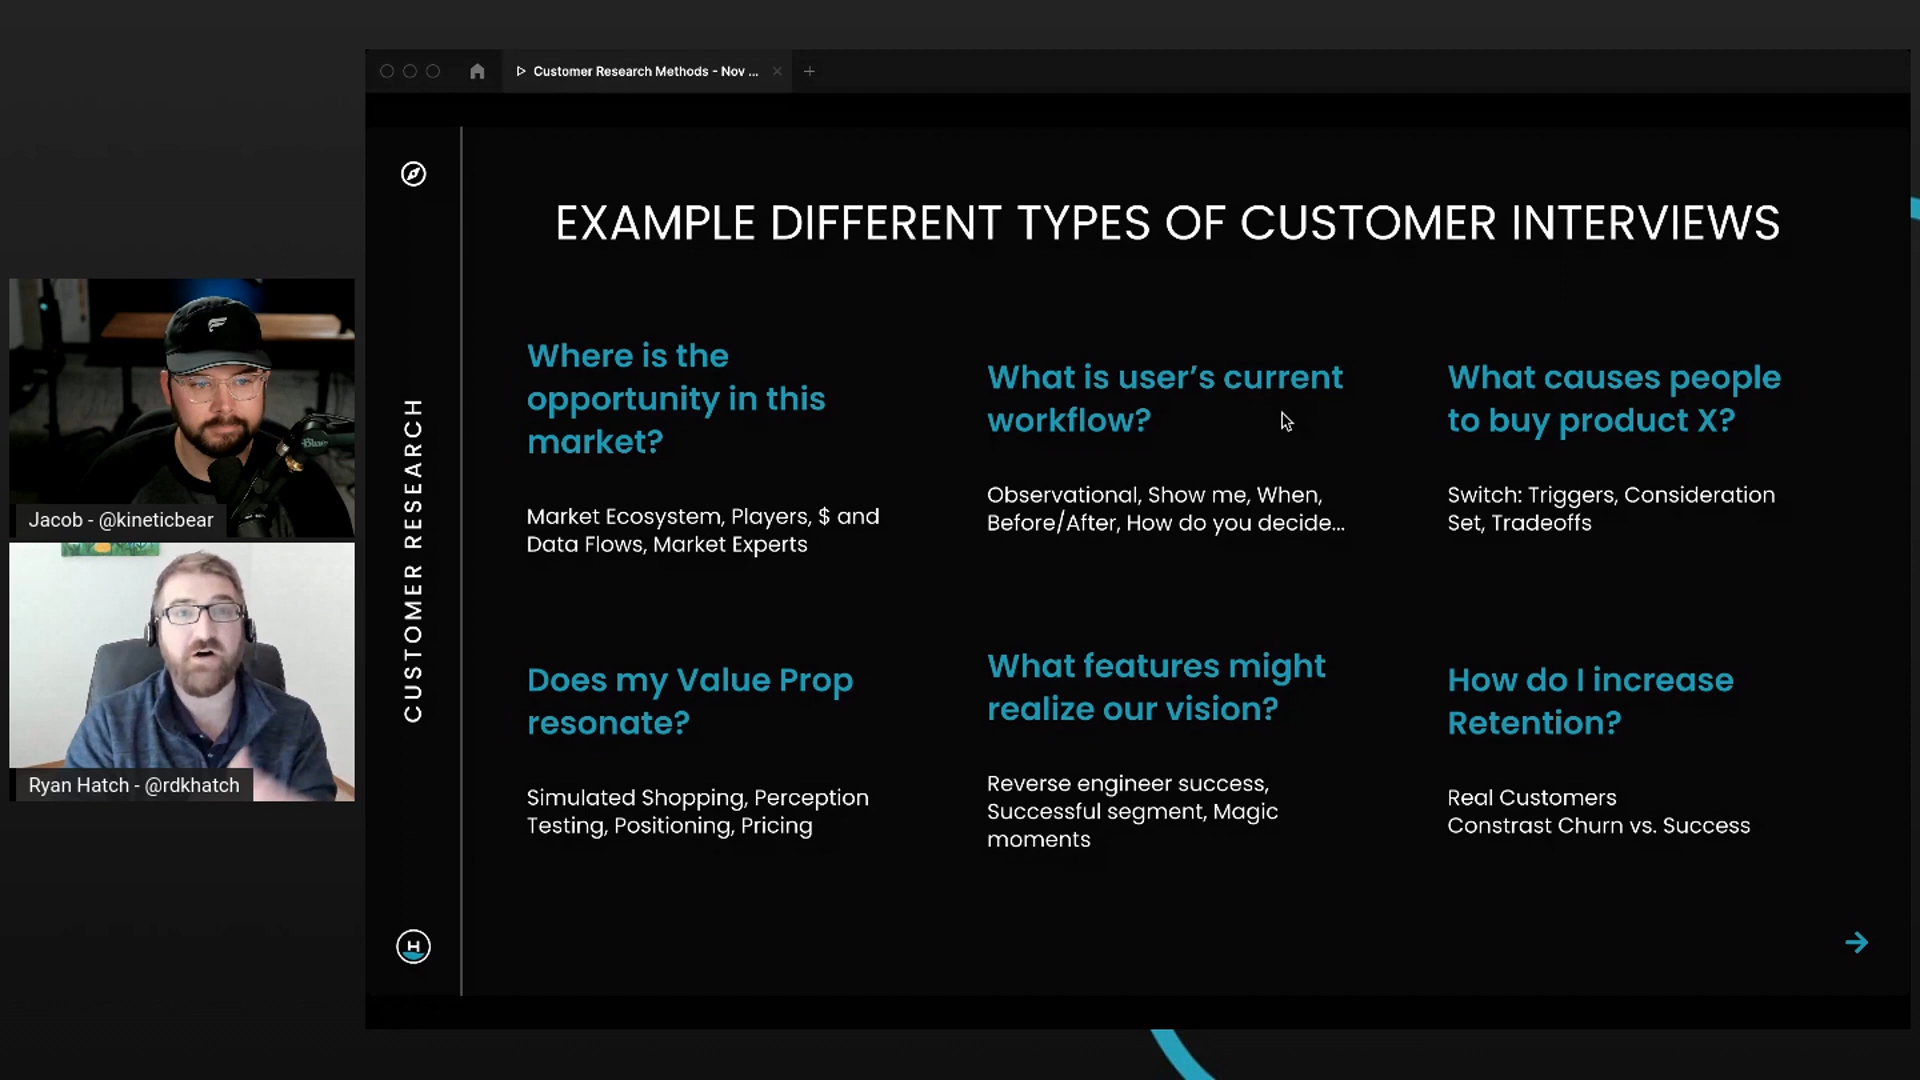 Customer Research Methods - Nov ...
EXAMPLE DIFFERENT TYPES OF CUSTOMER INTERVIEWS
CUSTOMER RESEARCH
Where is the
opportunity in this
market?
Market Ecosystem, Players, $ and
Data Flows, Market Experts
What is user’s current
workflow?
Observational, Show me, When,
Before/After, How do you decide...
What causes people
to buy product X?
Switch: Triggers, Consideration
Set, Tradeoffs
Does my Value Prop
resonate?
Simulated Shopping, Perception
Testing, Positioning, Pricing
What features might
realize our vision?
Reverse engineer success,
Successful segment, Magic
moments
How do I increase
Retention?
Real Customers
Constrast Churn vs. Success
H
Blue
Jacob - @kineticbear
Ryan Hatch - @rdkhatch